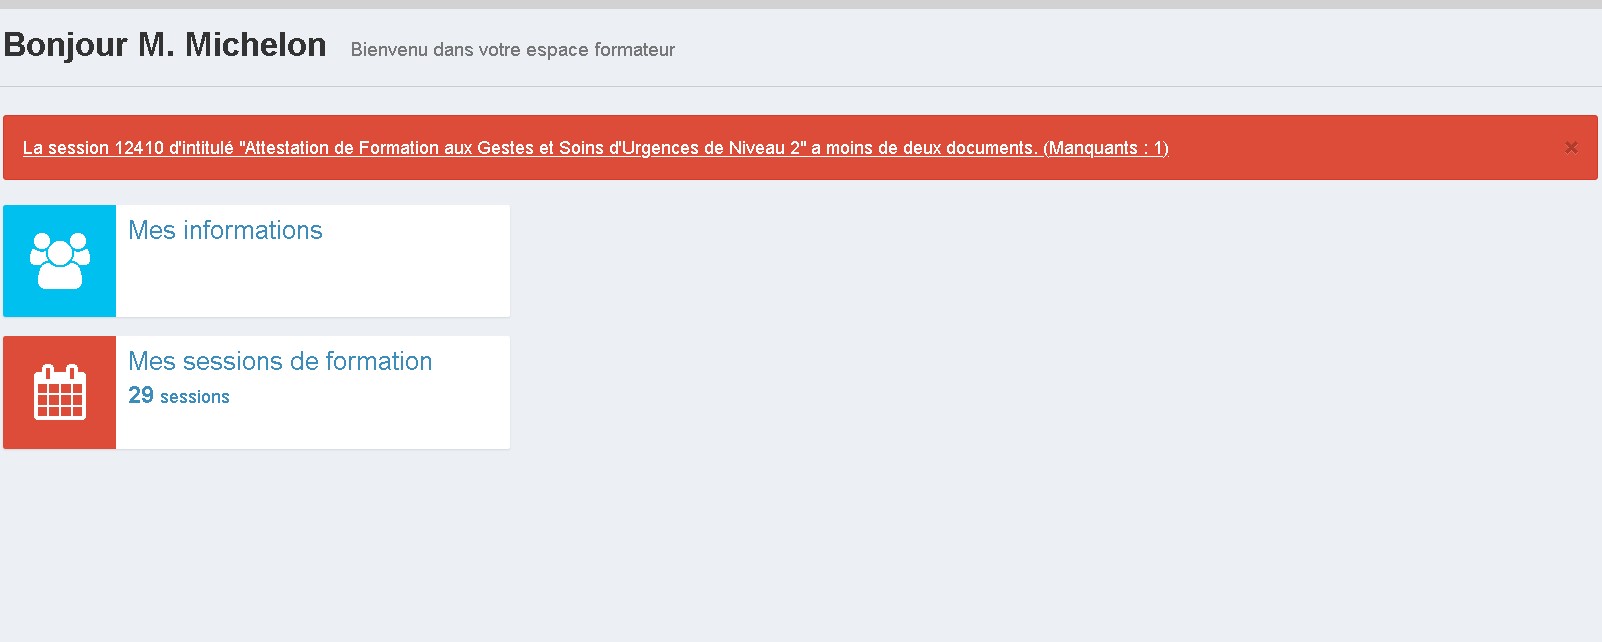 Bonjour M. Michelon Bienvenu dans votre espace formateur
La session 12410 d'intitulé "Attestation de Formation aux Gestes et Soins d'Urgences de Niveau 2" a moins de deux documents. (Manquants : 1) ×
Mes informations
Mes sessions de formation
29 sessions